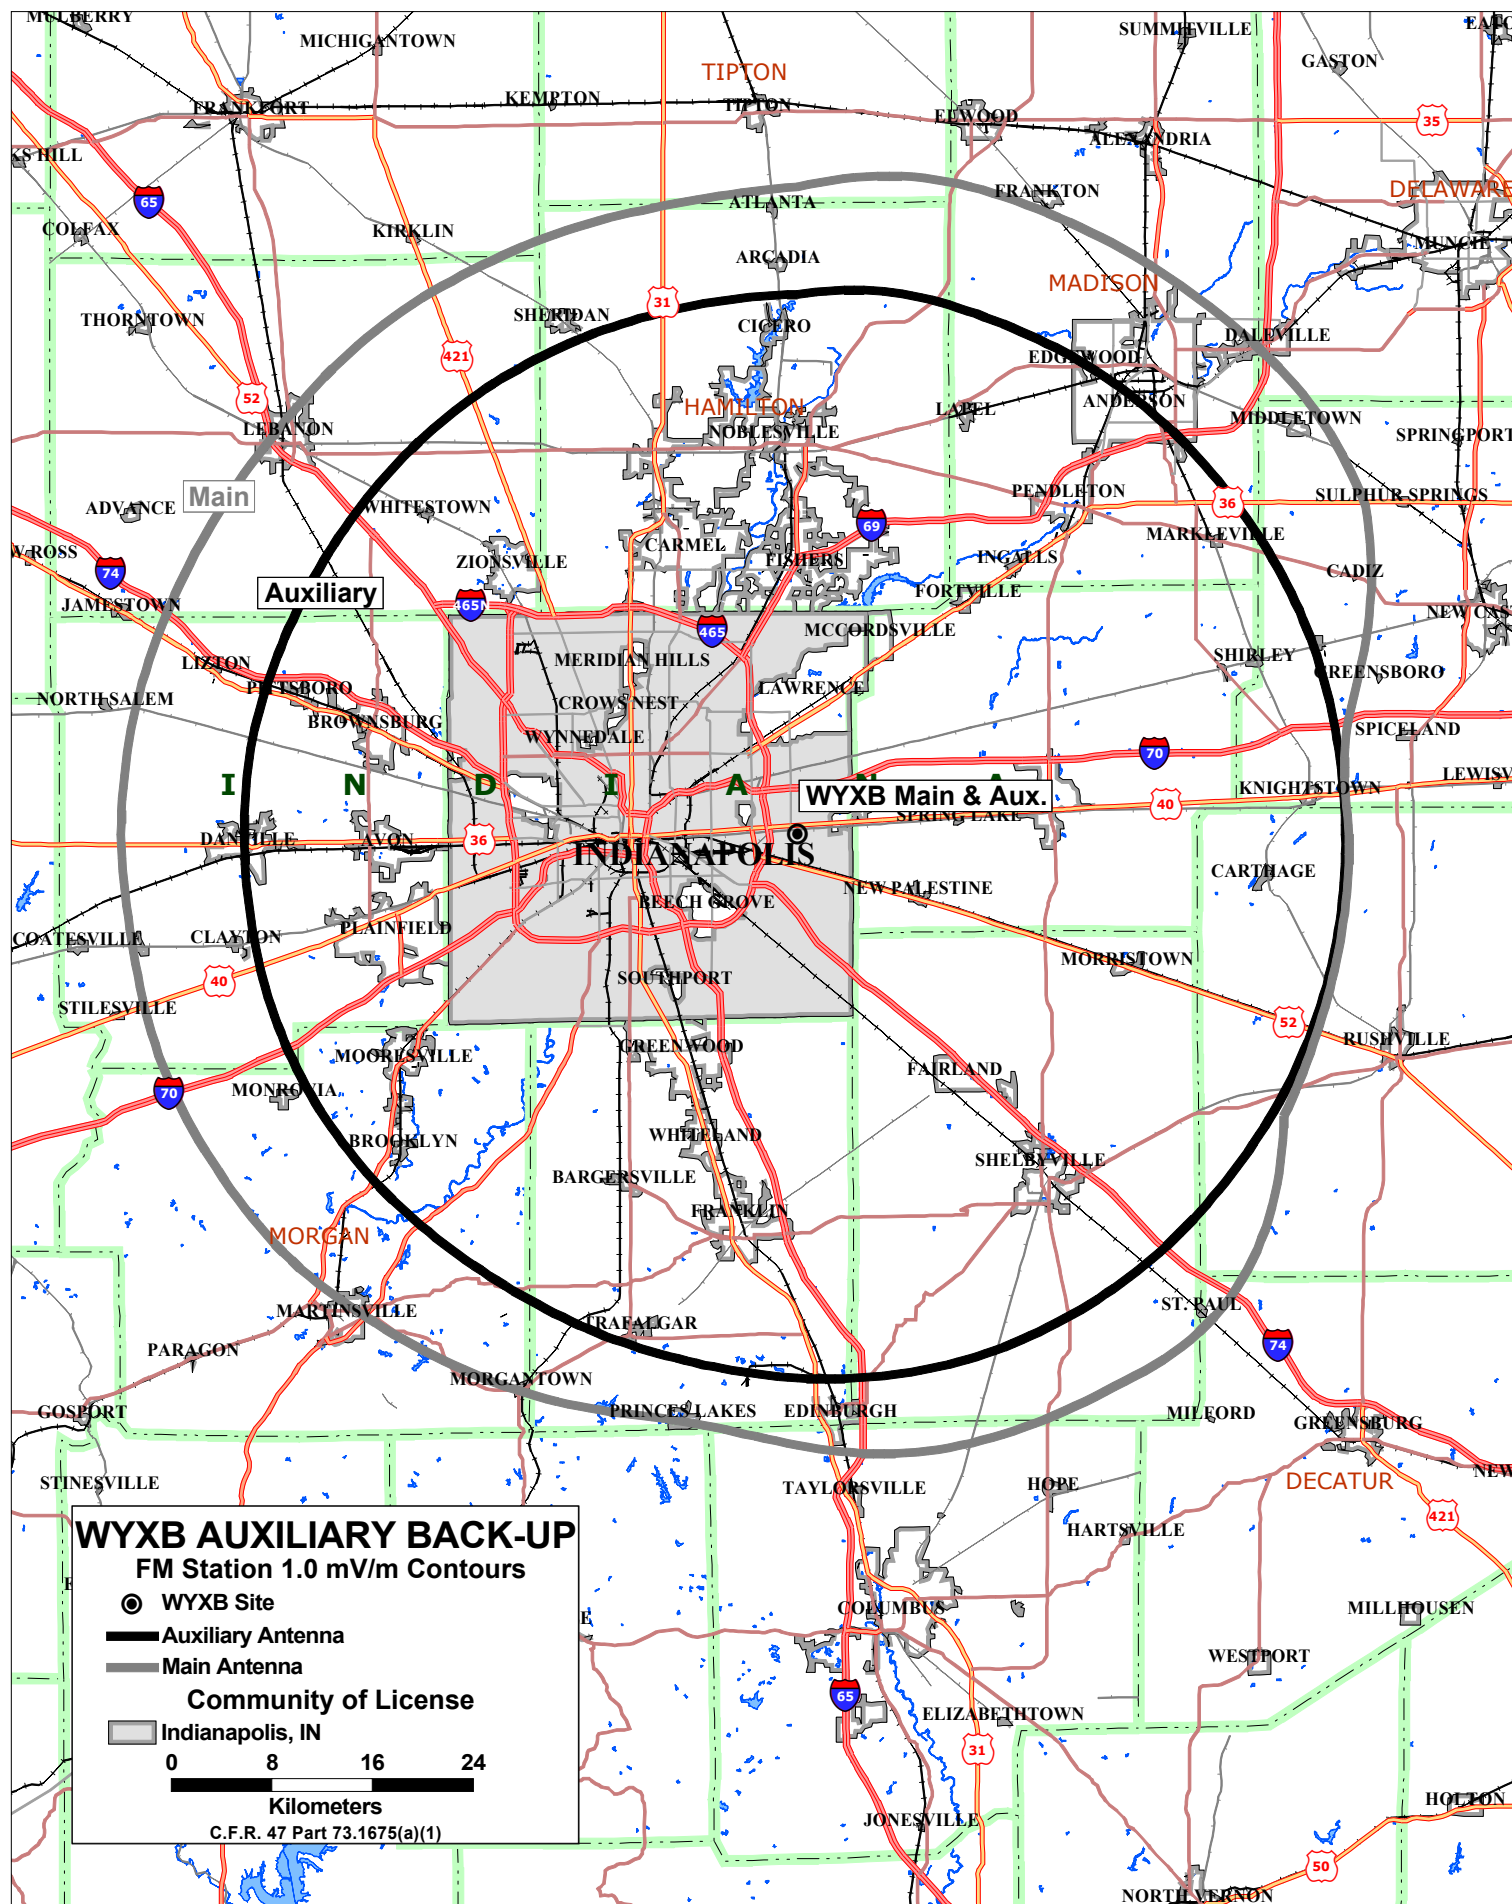 MULBERRY
MICHIGANTOWN
SUMMITVILLE
GASTON
TIPTON
KEMPTON
TIPTON
FRANKFORT
ELWOOD
ALEXANDRIA
35
KS HILL
65
FRANKTON
DELAWARE
ATLANTA
COLFAX
KIRKLIN
MUNCIE
ARCADIA
MADISON
31
THORNTOWN
SHERIDAN
CICERO
DALEVILLE
421
EDGEWOOD
52
HAMILTON
ANDERSON
LAPEL
MIDDLETOWN
LEBANON
NOBLESVILLE
SPRINGPORT
Main
PENDLETON
SULPHUR SPRINGS
ADVANCE
WHITESTOWN
36
69
CARMEL
MARKLEVILLE
W ROSS
ZIONSVILLE
FISHERS
INGALLS
74
CADIZ
Auxiliary
FORTVILLE
JAMESTOWN
465N
NEW CAS
465
MCCORDSVILLE
LIZTON
MERIDIAN HILLS
SHIRLEY
GREENSBORO
PITTSBORO
LAWRENCE
NORTH SALEM
CROWS NEST
BROWNSBURG
WYNNEDALE
SPICELAND
70
I N D I A N A
LEWISV
WYXB Main & Aux.
KNIGHTSTOWN
40
SPRING LAKE
DANVILLE
AVON
36
INDIANAPOLIS
CARTHAGE
NEW PALESTINE
BEECH GROVE
PLAINFIELD
COATESVILLE
CLAYTON
MORRISTOWN
40
SOUTHPORT
STILESVILLE
52
RUSHVILLE
MOORESVILLE
GREENWOOD
FAIRLAND
MONROVIA
70
BROOKLYN
WHITELAND
SHELBYVILLE
BARGERSVILLE
FRANKLIN
MORGAN
ST. PAUL
MARTINSVILLE
TRAFALGAR
74
PARAGON
MORGANTOWN
GOSPORT
PRINCES LAKES
EDINBURGH
MILFORD
GREENSBURG
NEW
STINESVILLE
TAYLORSVILLE
HOPE
DECATUR
421
HARTSVILLE
WYXB AUXILIARY BACK-UP
FM Station 1.0 mV/m Contours
WYXB Site
Auxiliary Antenna
Main Antenna
Community of License
Indianapolis, IN
0 8 16 24
Kilometers
C.F.R. 47 Part 73.1675(a)(1)
COLUMBUS
MILLHOUSEN
WESTPORT
65
ELIZABETHTOWN
31
JONESVILLE
HOLTON
50
NORTH VERNON